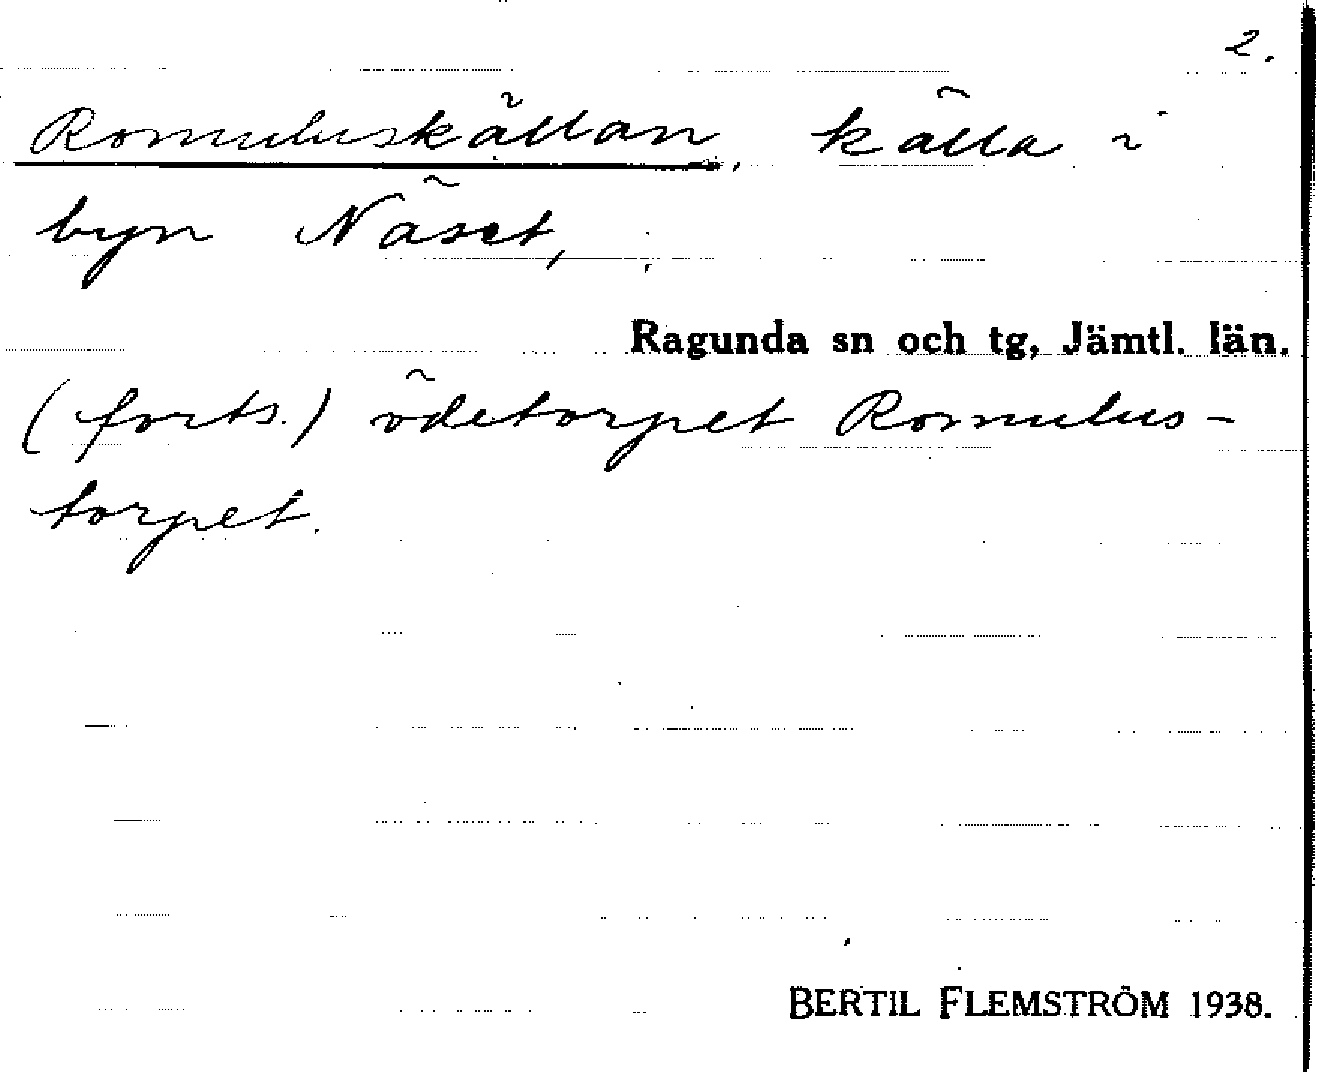 2.
Romuluskällan, källa i
byn Näset,
Ragunda sn och tg, Jämtl. län.
(forts.) ödetorpet Romulus-
torpet.
BERTIL FLEMSTRÖM 1938.